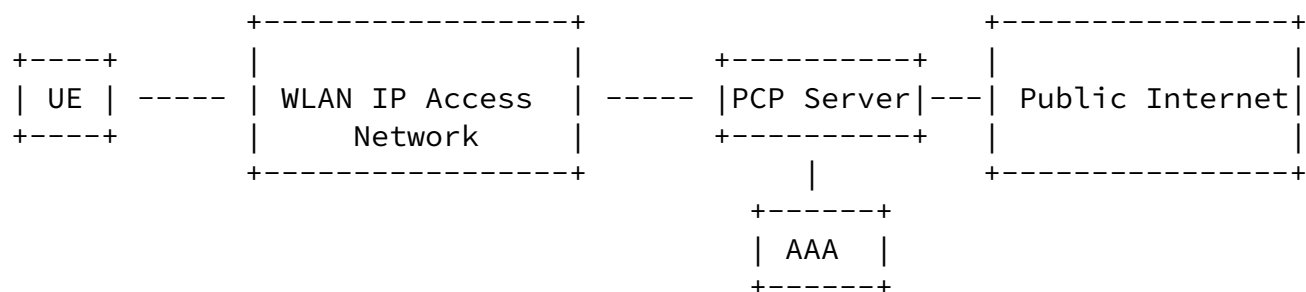 UE
WLAN IP Access
Network
PCP Server
Public Internet
AAA